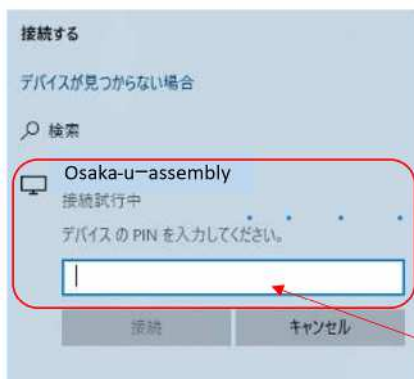 接続する
デバイスが見つからない場合
検索
Osaka-u-assembly
接続試行中
デバイス の PIN を入力してください。
接続
キャンセル